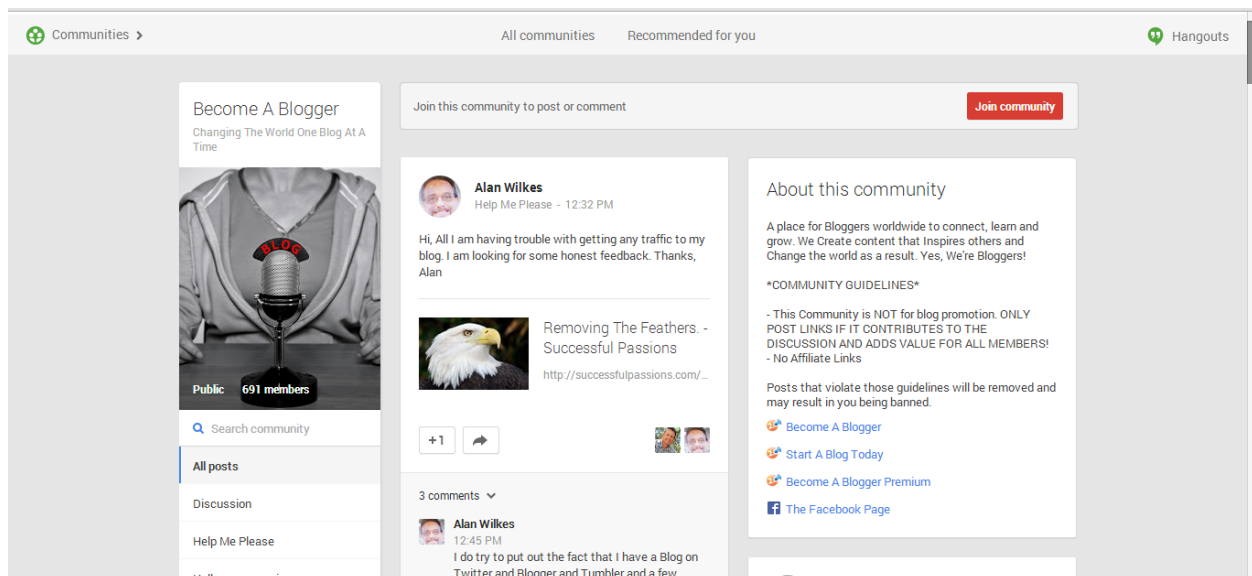 Communities
All communities
Recommended for you
Hangouts
Become A Blogger
Changing The World One Blog At A
Time
BLOG
Public
691 members
Search community
All posts
Discussion
Help Me Please
Join this community to post or comment
Join community
Alan Wilkes
Help Me Please - 12:32 PM
Hi, All I am having trouble with getting any traffic to my
blog. I am looking for some honest feedback. Thanks,
Alan
Removing The Feathers. -
Successful Passions
http://successfulpassions.com/...
+1
3 comments
Alan Wilkes
12:45 PM
I do try to put out the fact that I have a Blog on
Twitter and Blogger and Tumbler and a few
About this community
A place for Bloggers worldwide to connect, learn and
grow. We Create content that Inspires others and
Change the world as a result. Yes, We're Bloggers!
*COMMUNITY GUIDELINES*
- This Community is NOT for blog promotion. ONLY
POST LINKS IF IT CONTRIBUTES TO THE
DISCUSSION AND ADDS VALUE FOR ALL MEMBERS!
- No Affiliate Links
Posts that violate those guidelines will be removed and
may result in you being banned.
Become A Blogger
Start A Blog Today
Become A Blogger Premium
The Facebook Page